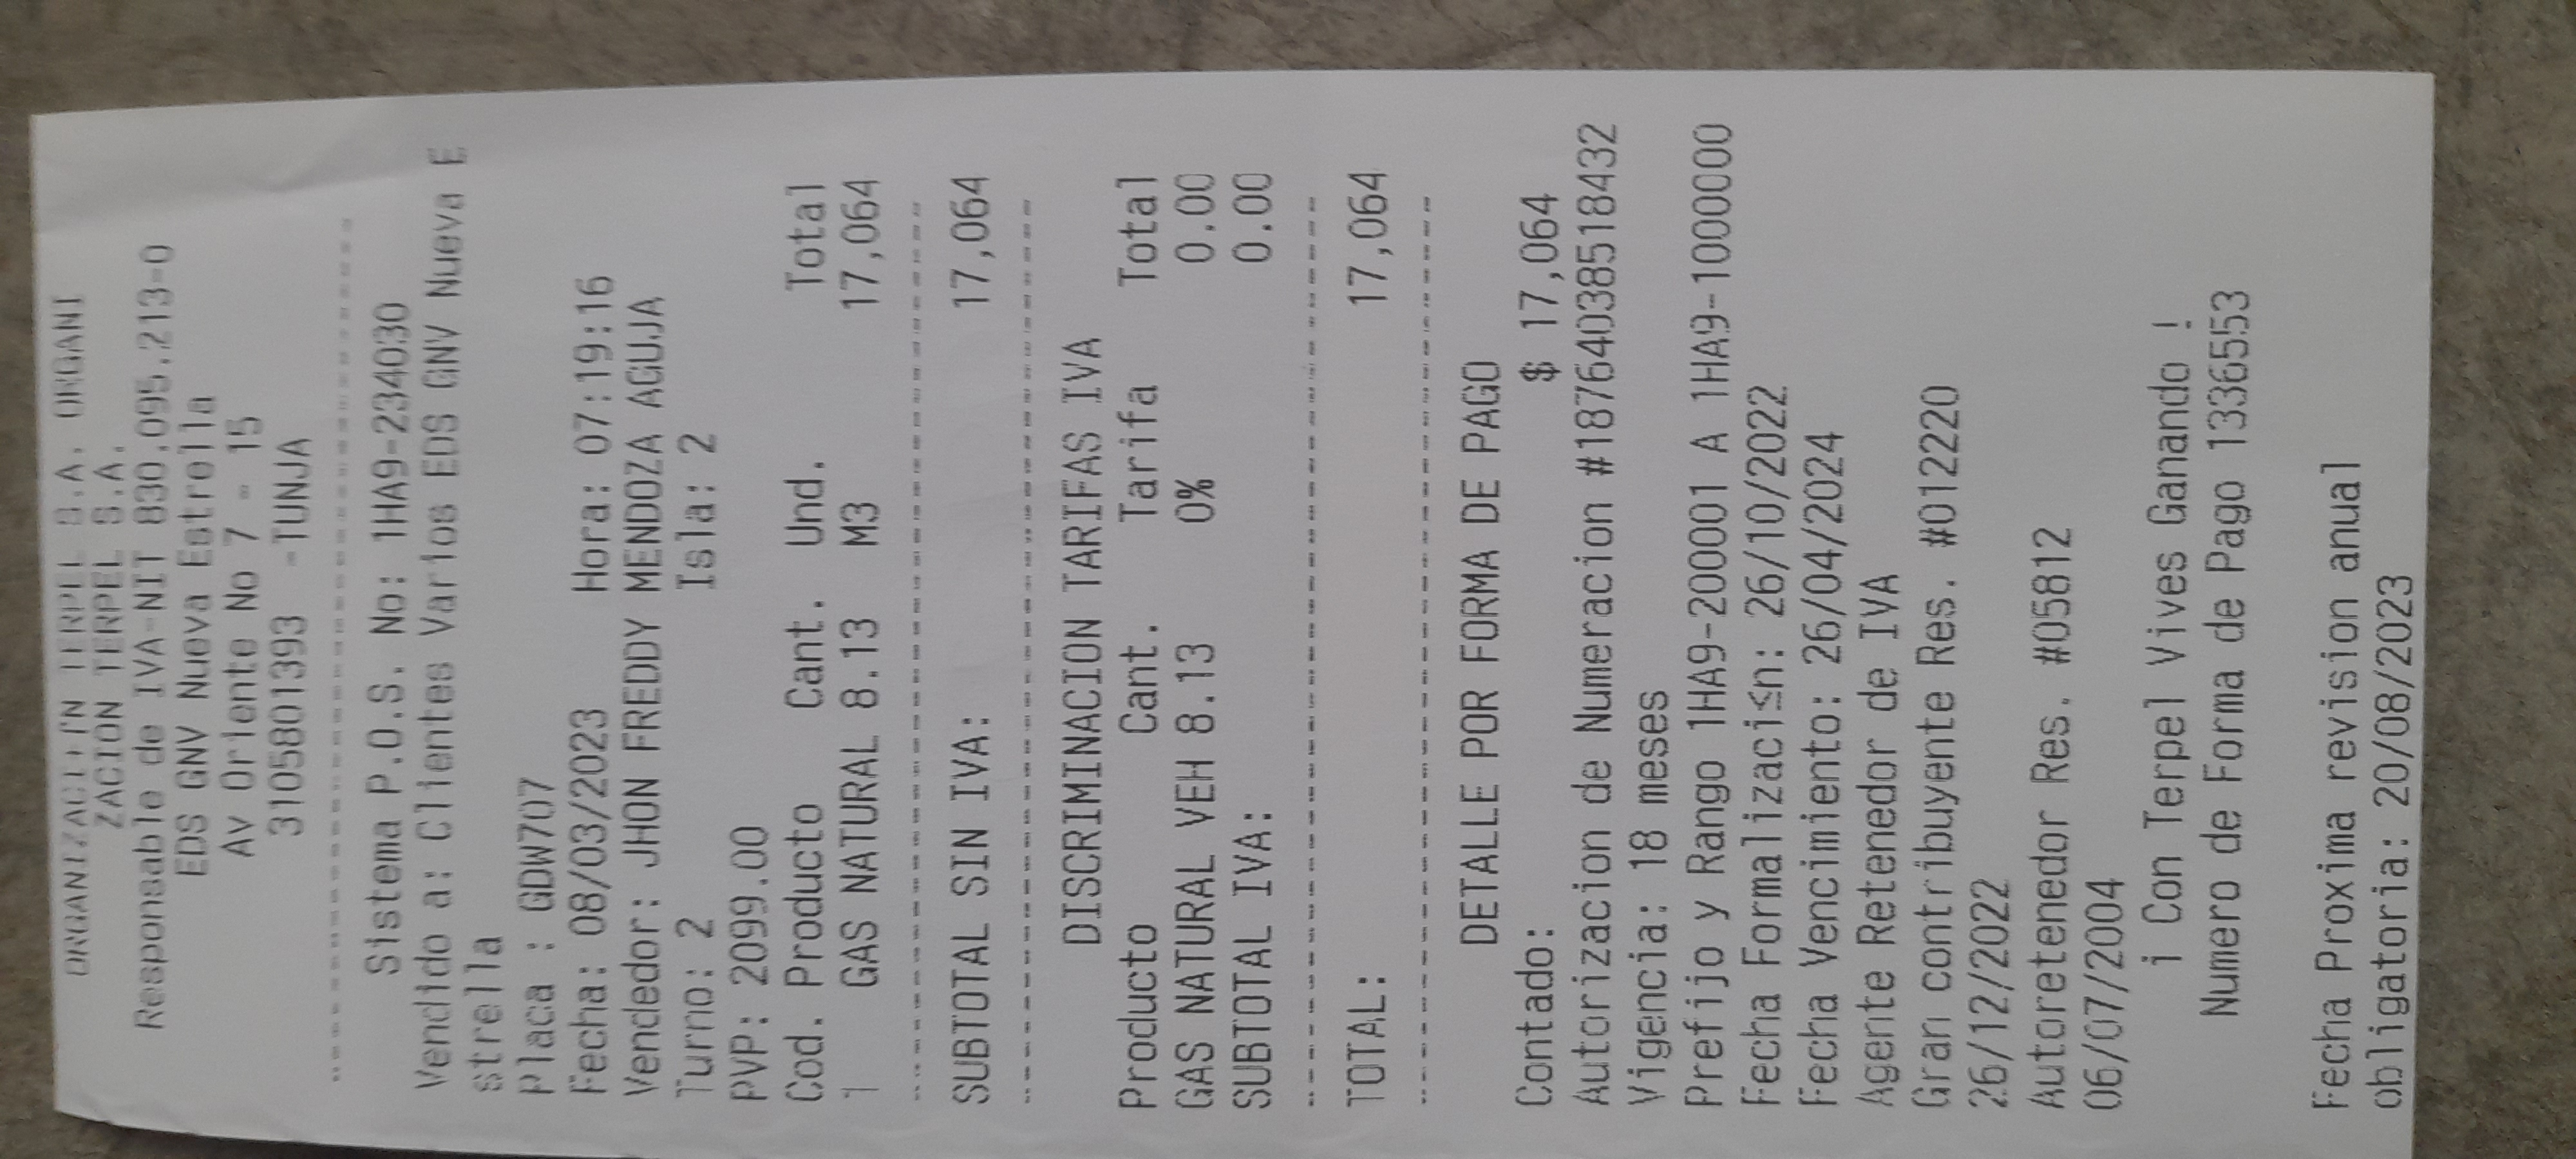 ORGANIZACI
N TERPEL S.A. ORGANI
ZACION TERPEL S.A.
Responsable de IVA-NIT 830.095.213-0
EDS GNV Nueva Estrella
Av Oriente No 7 - 15
3105801393 -TUNJA
Sistema P.O.S. No: 1HA9-234030
Vendido a: Clientes Varios EDS GNV Nueva E
strella
Placa : GDW707
Fecha: 08/03/2023 Hora: 07:19:16
Vendedor: JHON FREDDY MENDOZA AGUJA
Turno: 2 Isla: 2
PVP: 2099.00
Cod. Producto Cant. Und. Total
1 GAS NATURAL 8.13 M3 17,064
SUBTOTAL SIN IVA: 17,064
DISCRIMINACION TARIFAS IVA
Producto Cant. Tarifa Total
GAS NATURAL VEH 8.13 0% 0.00
SUBTOTAL IVA: 0.00
TOTAL: 17,064
DETALLE POR FORMA DE PAGO
Contado: $ 17,064
Autorizacion de Numeracion #18764038518432
Vigencia: 18 meses
Prefijo y Rango 1HA9-200001 A 1HA9-1000000
Fecha Formalizaci≤n: 26/10/2022
Fecha Vencimiento: 26/04/2024
Agente Retenedor de IVA
Gran contribuyente Res. #012220
26/12/2022
Autoretenedor Res. #05812
06/07/2004
¡ Con Terpel Vives Ganando !
Numero de Forma de Pago 13366553
Fecha Proxima revision anual
obligatoria: 20/08/2023